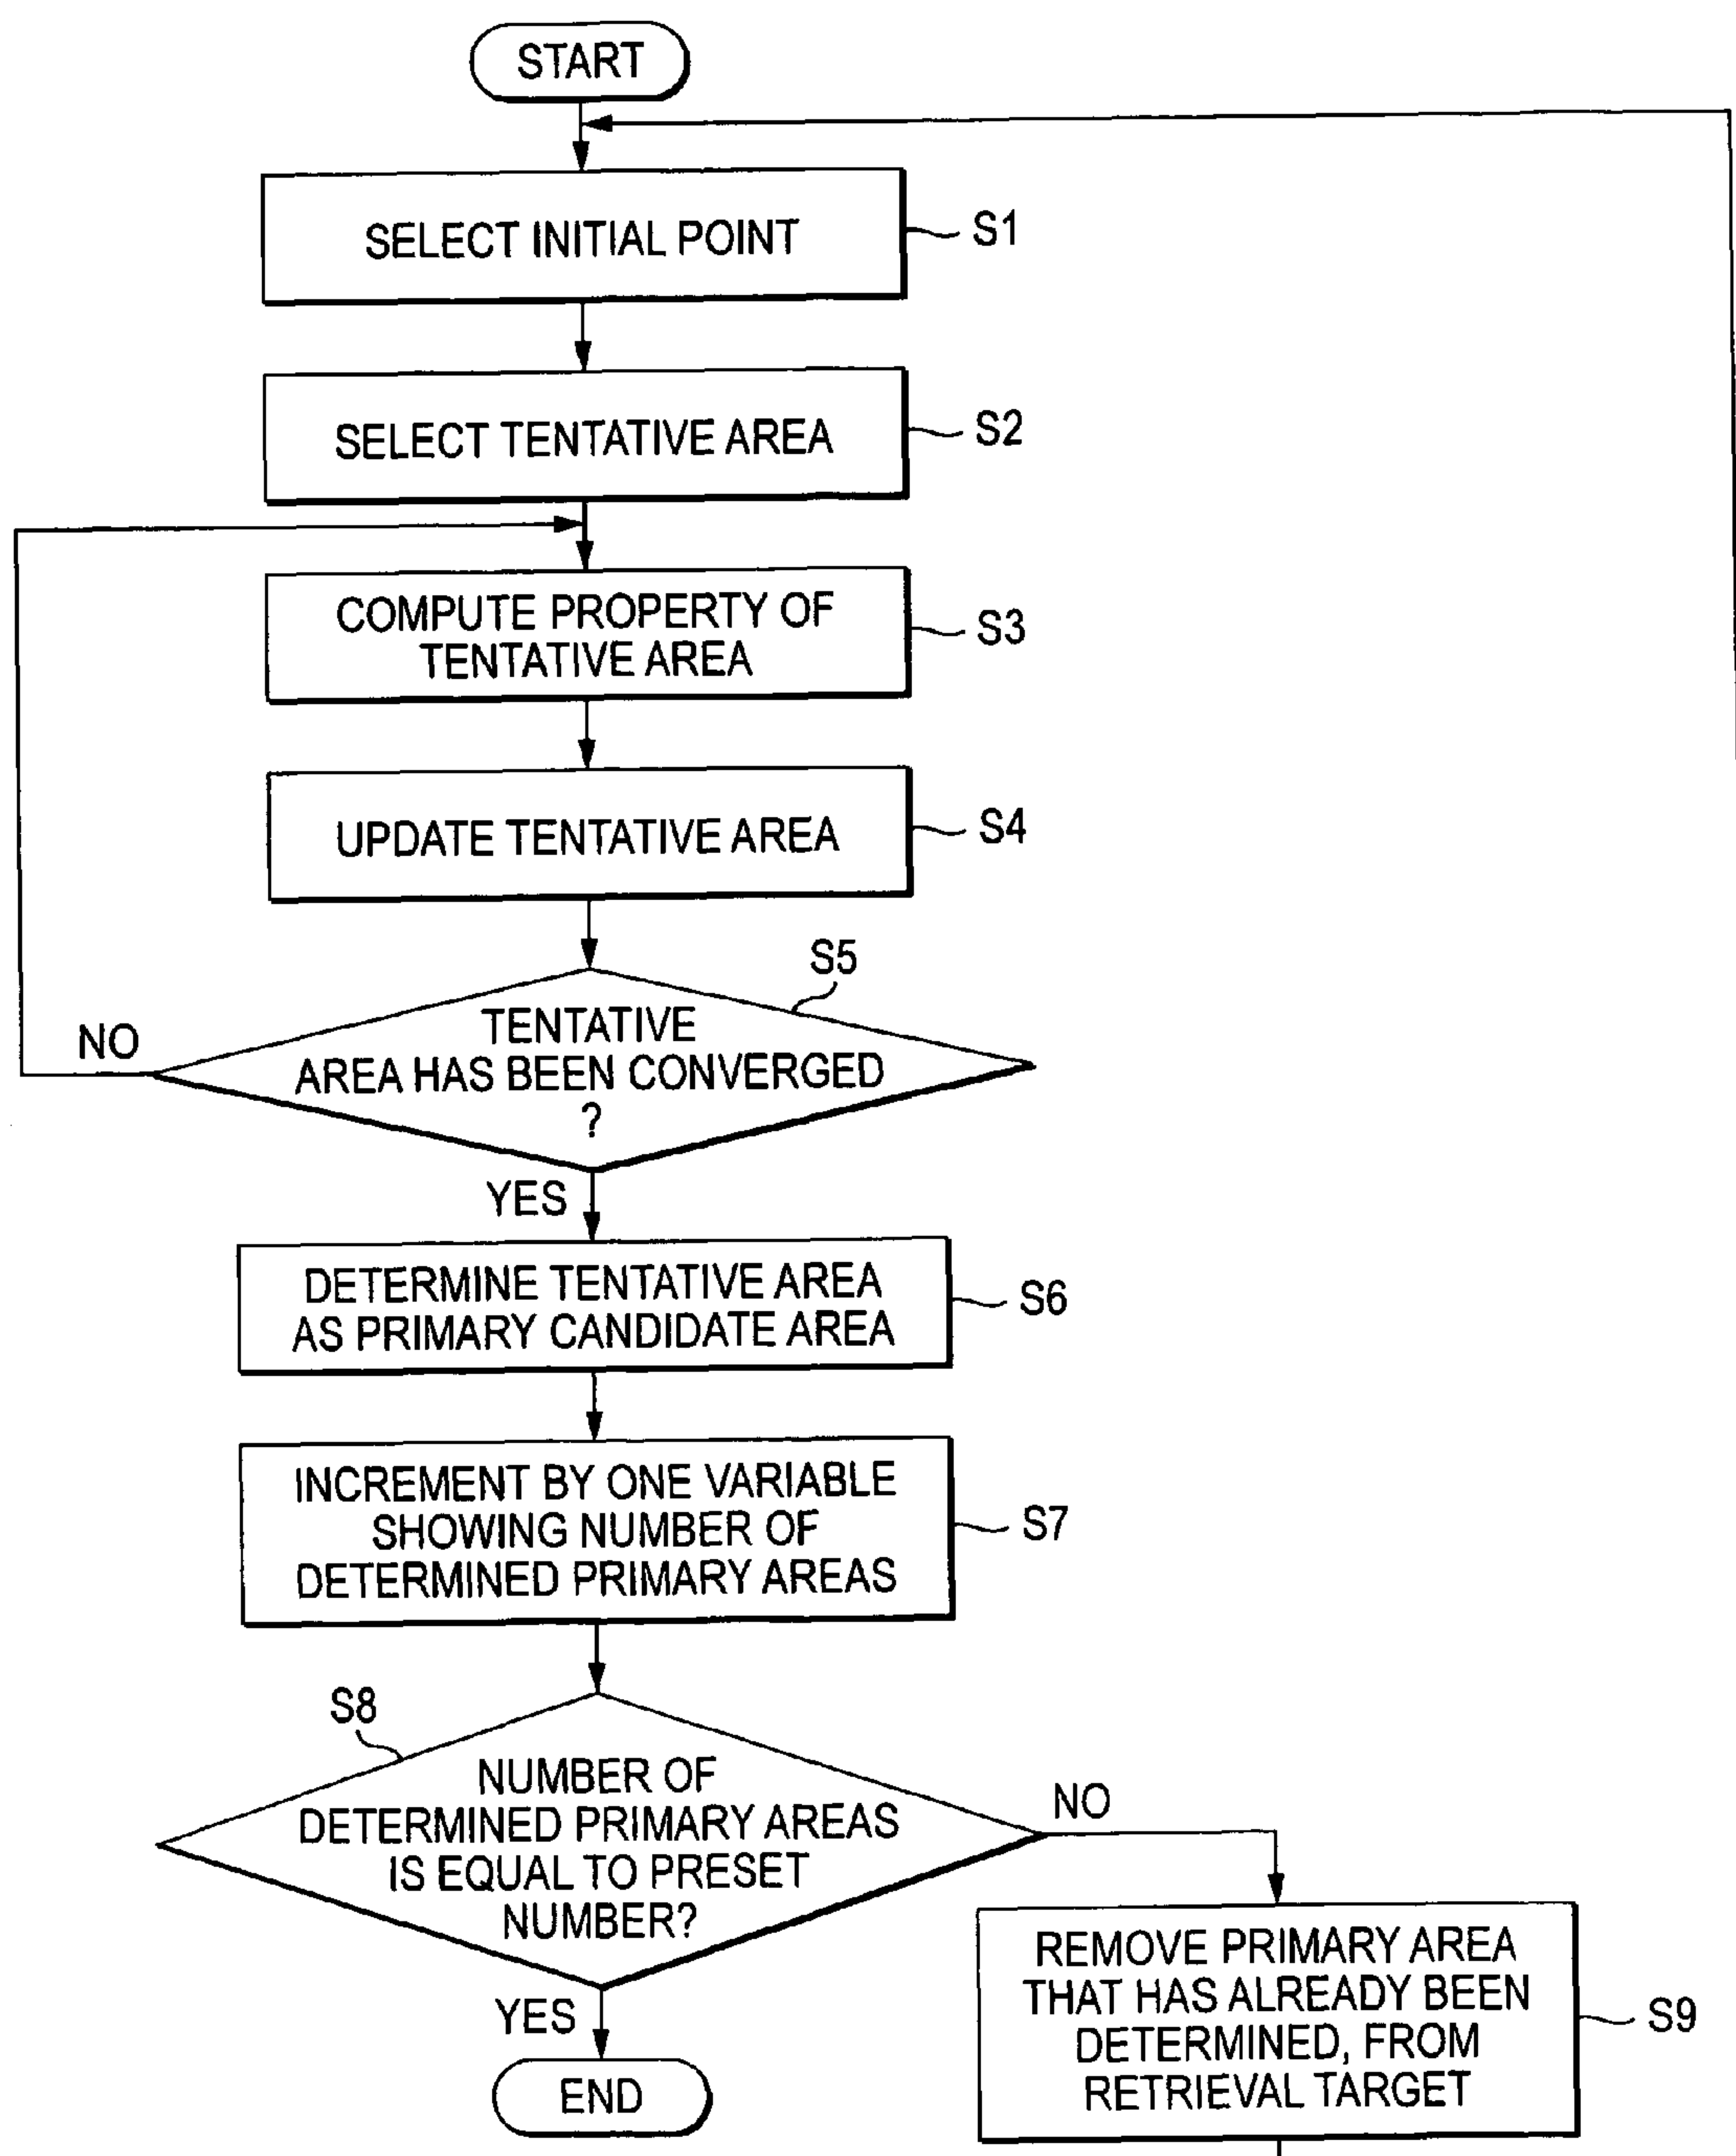 START
SELECT INITIAL POINT
S1
SELECT TENTATIVE AREA
S2
COMPUTE PROPERTY OF
TENTATIVE AREA
S3
UPDATE TENTATIVE AREA
S4
S5
TENTATIVE
AREA HAS BEEN CONVERGED
?
NO
YES
DETERMINE TENTATIVE AREA
AS PRIMARY CANDIDATE AREA
S6
INCREMENT BY ONE VARIABLE
SHOWING NUMBER OF
DETERMINED PRIMARY AREAS
S7
S8
NUMBER OF
DETERMINED PRIMARY AREAS
IS EQUAL TO PRESET
NUMBER?
NO
YES
END
REMOVE PRIMARY AREA
THAT HAS ALREADY BEEN
DETERMINED, FROM
RETRIEVAL TARGET
S9